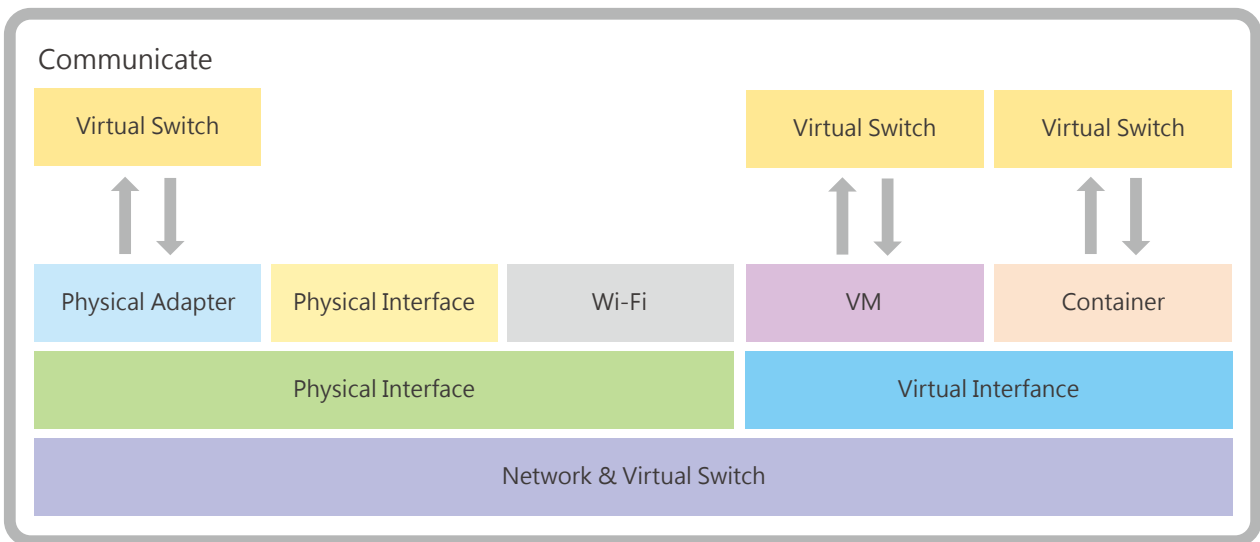 Communicate
Virtual Switch
Virtual Switch
Virtual Switch
Physical Adapter
Physical Interface
Wi-Fi
VM
Container
Physical Interface
Virtual Interfance
Network & Virtual Switch